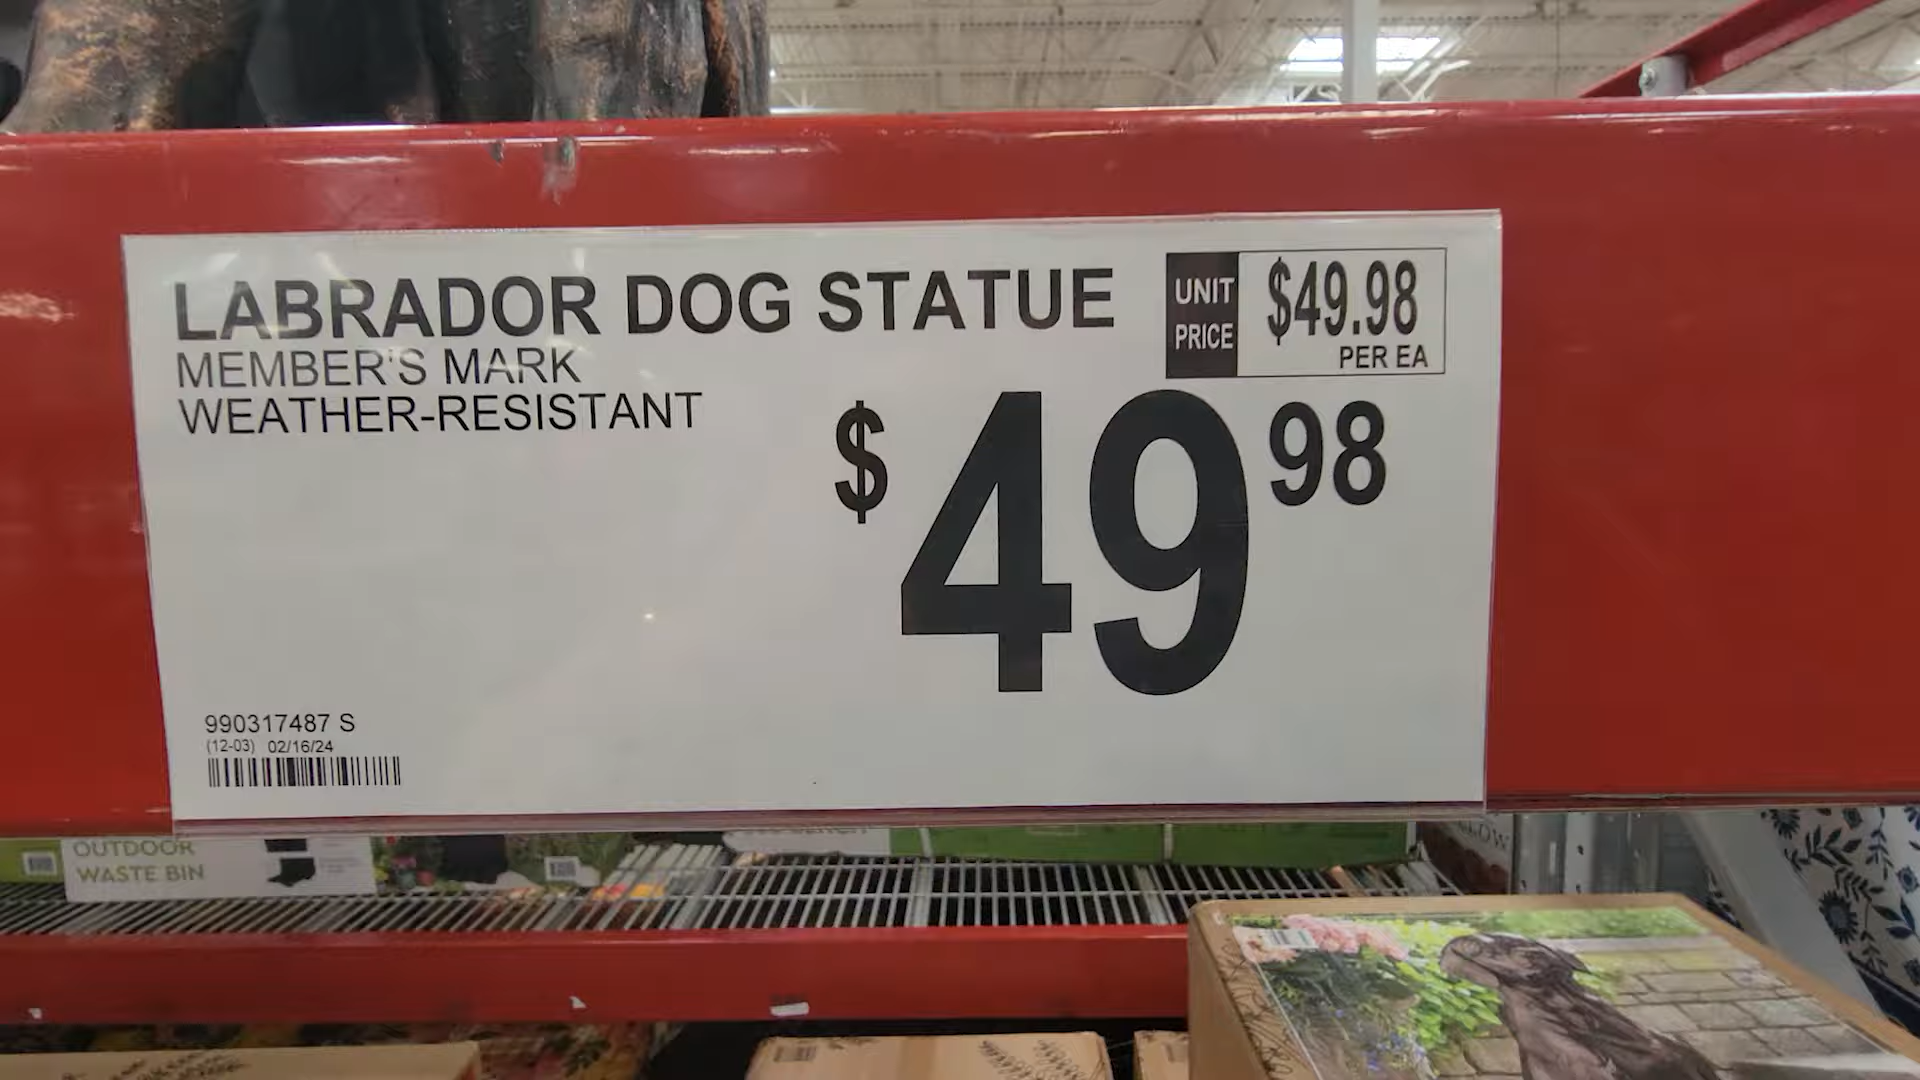 LABRADOR DOG STATUE
MEMBER'S MARK
WEATHER-RESISTANT
UNIT PRICE
$49.98
PER EA
$49 98
990317487 S
(12-03) 02/16/24
OUTDOOR
WASTE BIN